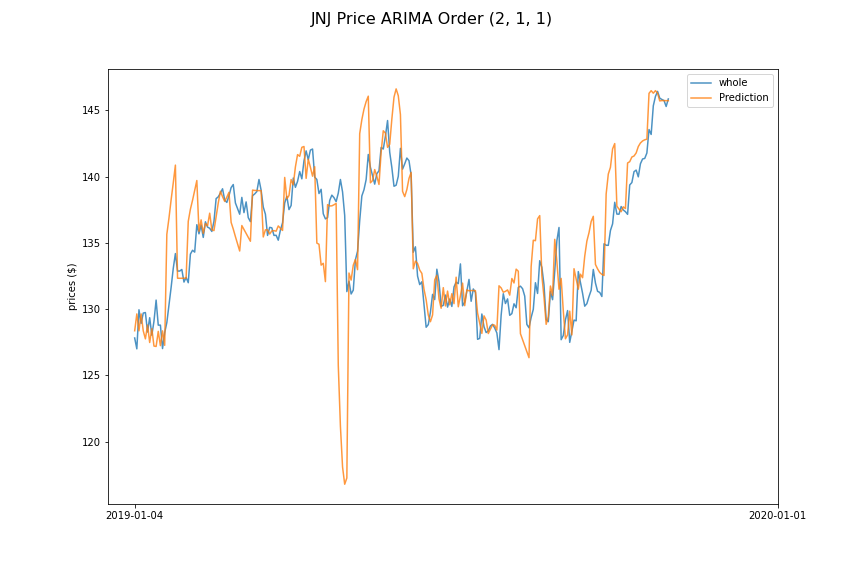 JNJ Price ARIMA Order (2, 1, 1)
whole
Prediction
145
140
135
130
125
120
prices ($)
2019-01-04
2020-01-01